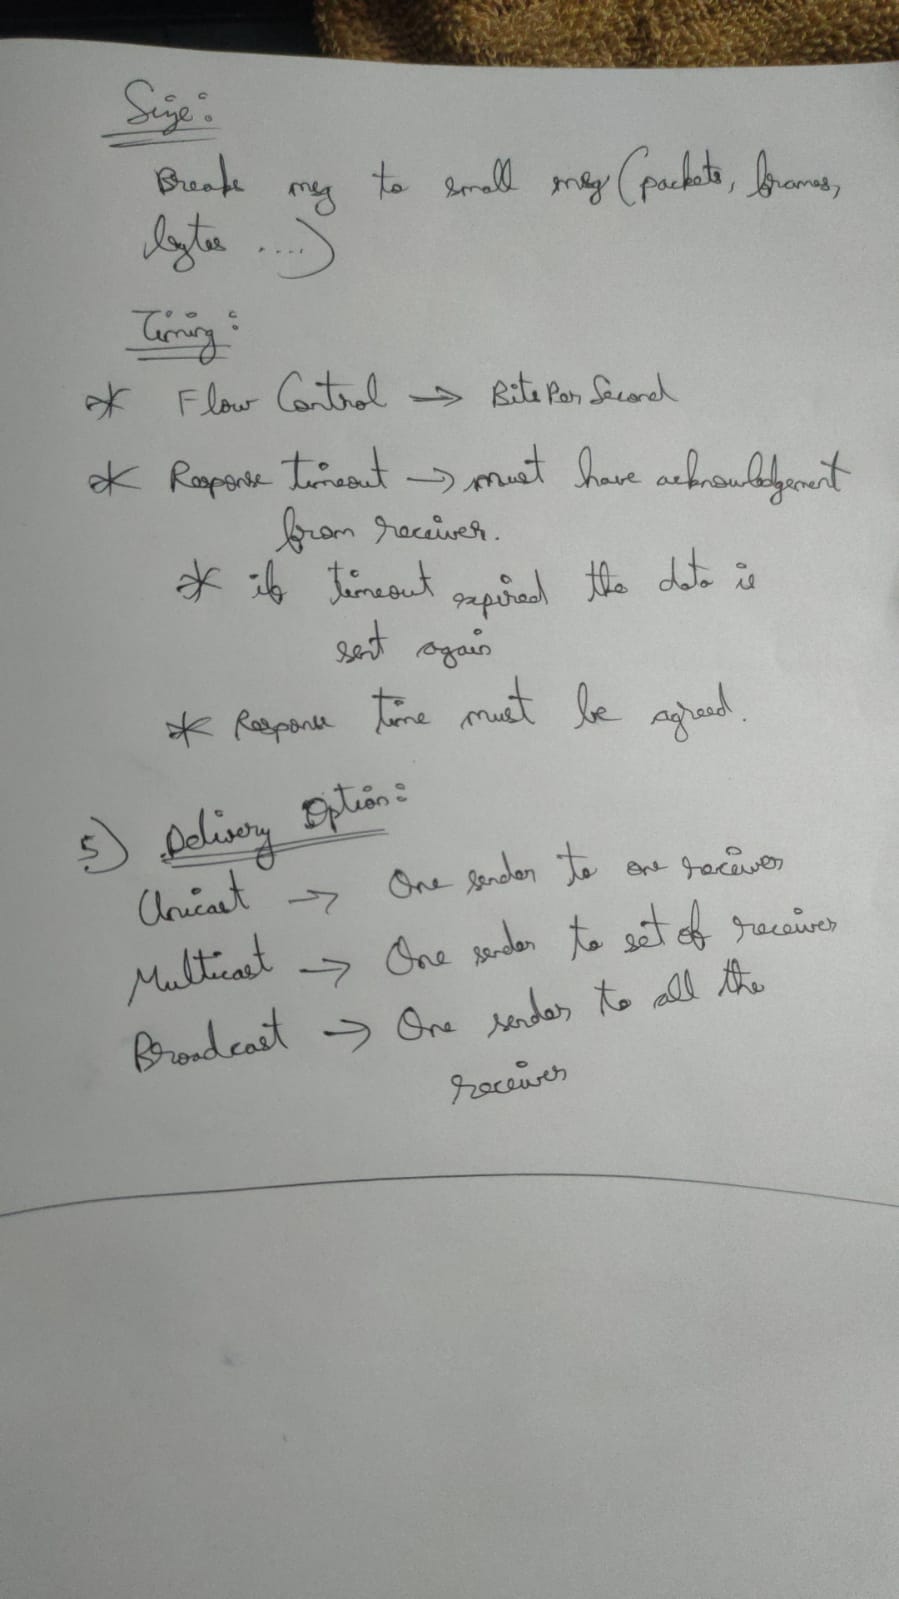 Size:
Break msg to small msg (packets, frames,
bytes ....)
Timing:
* Flow Control → Bits Per Second
* Response timeout → must have acknowledgement
from receiver.
* if timeout expired the data is
sent again
* Response time must be agreed.
5) Delivery Option:
Unicast → One sender to one receiver
Multicast → One sender to set of receiver
Broadcast → One sender to all the
receiver